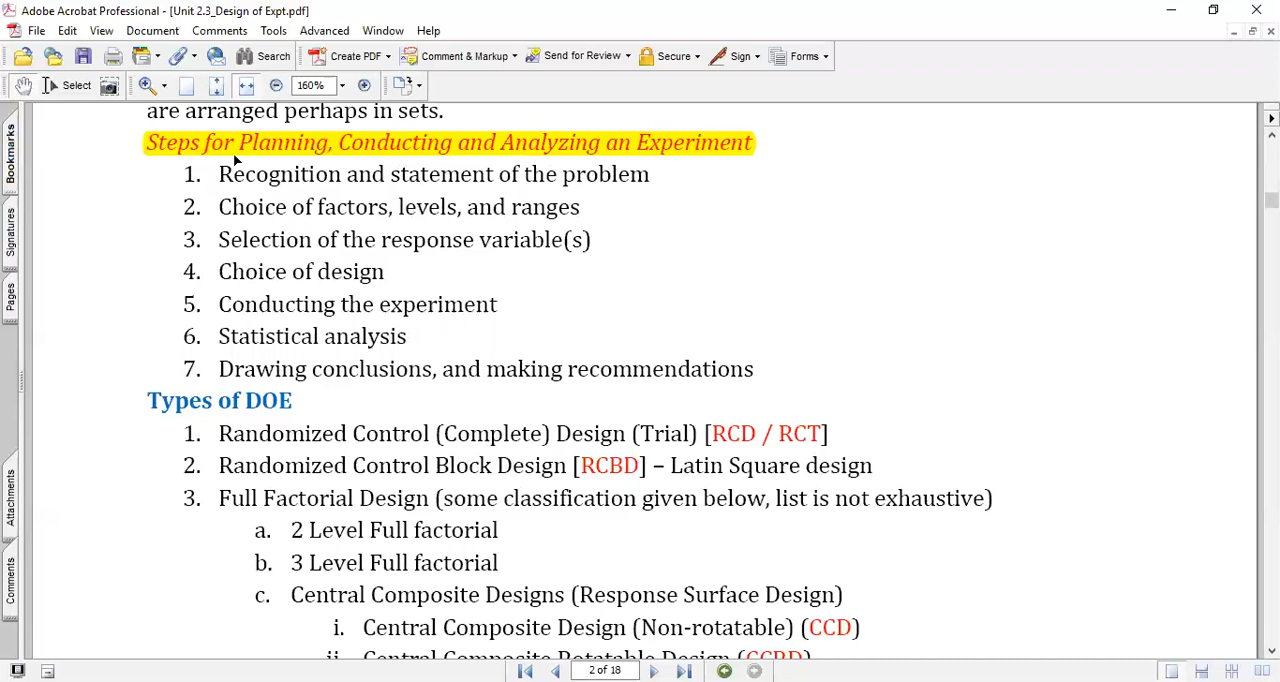 Adobe Acrobat Professional - [Unit 2.3_Design of Expt.pdf]
File Edit View Document Comments Tools Advanced Window Help
Search Create PDF Comment & Markup Send for Review Secure Sign Forms
Select 160%
are arranged perhaps in sets.
Steps for Planning, Conducting and Analyzing an Experiment
1. Recognition and statement of the problem
2. Choice of factors, levels, and ranges
3. Selection of the response variable(s)
4. Choice of design
5. Conducting the experiment
6. Statistical analysis
7. Drawing conclusions, and making recommendations
Types of DOE
1. Randomized Control (Complete) Design (Trial) [RCD / RCT]
2. Randomized Control Block Design [RCBD] – Latin Square design
3. Full Factorial Design (some classification given below, list is not exhaustive)
a. 2 Level Full factorial
b. 3 Level Full factorial
c. Central Composite Designs (Response Surface Design)
i. Central Composite Design (Non-rotatable) (CCD)
ii. Central Composite Rotatable Design (CCRD)
Bookmarks
Signatures
Pages
Attachments
Comments
2 of 18